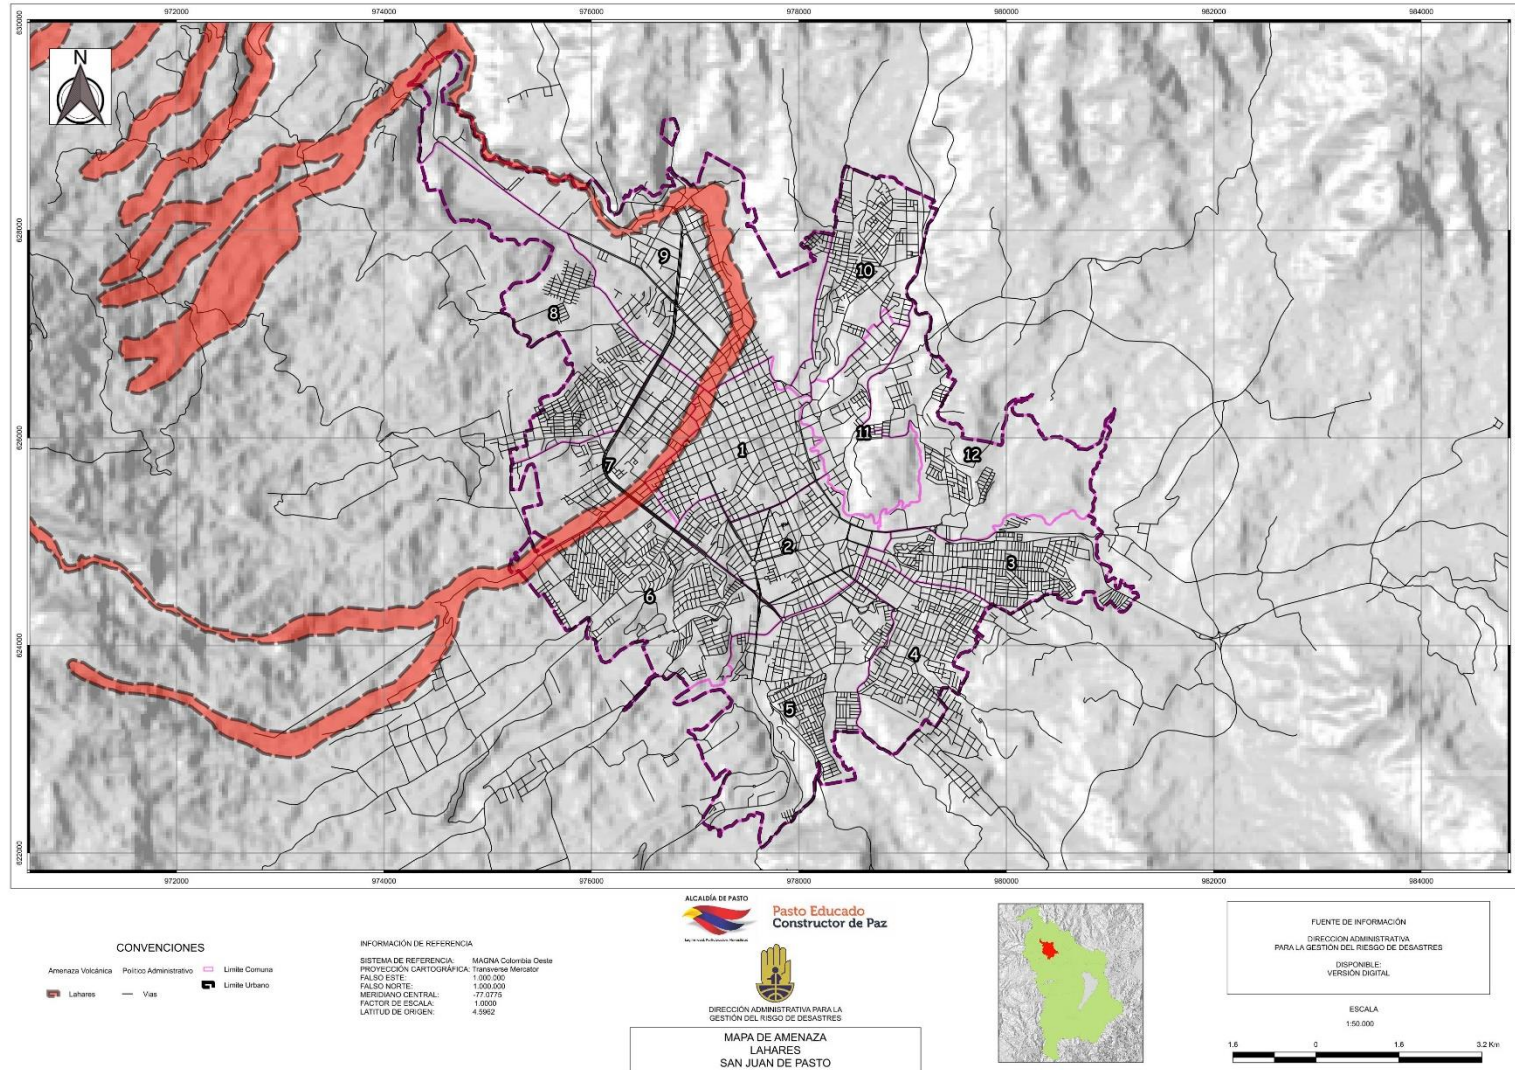 972000 974000 976000 978000 980000 982000 984000
630000
628000
626000
624000
622000
N
9
10
8
1
11
12
7
2
3
6
4
5
972000 974000 976000 978000 980000 982000 984000
CONVENCIONES
Amenaza Volcánica Político Administrativo
Limite Comuna
Limite Urbano
Lahares
Vias
INFORMACIÓN DE REFERENCIA
SISTEMA DE REFERENCIA: MAGNA Colombia Oeste
PROYECCIÓN CARTOGRÁFICA: Transverse Mercator
FALSO ESTE: 1.000.000
FALSO NORTE: 1.000.000
MERIDIANO CENTRAL: -77.0775
FACTOR DE ESCALA: 1.0000
LATITUD DE ORIGEN: 4.5962
ALCALDÍA DE PASTO
Pasto Educado
Constructor de Paz
DIRECCIÓN ADMINISTRATIVA PARA LA
GESTIÓN DEL RISGO DE DESASTRES
MAPA DE AMENAZA
LAHARES
SAN JUAN DE PASTO
FUENTE DE INFORMACIÓN
DIRECCION ADMINISTRATIVA
PARA LA GESTIÓN DEL RIESGO DE DESASTRES
DISPONIBLE:
VERSIÓN DIGITAL
ESCALA
1:50.000
1.6 0 1.6 3.2 Km